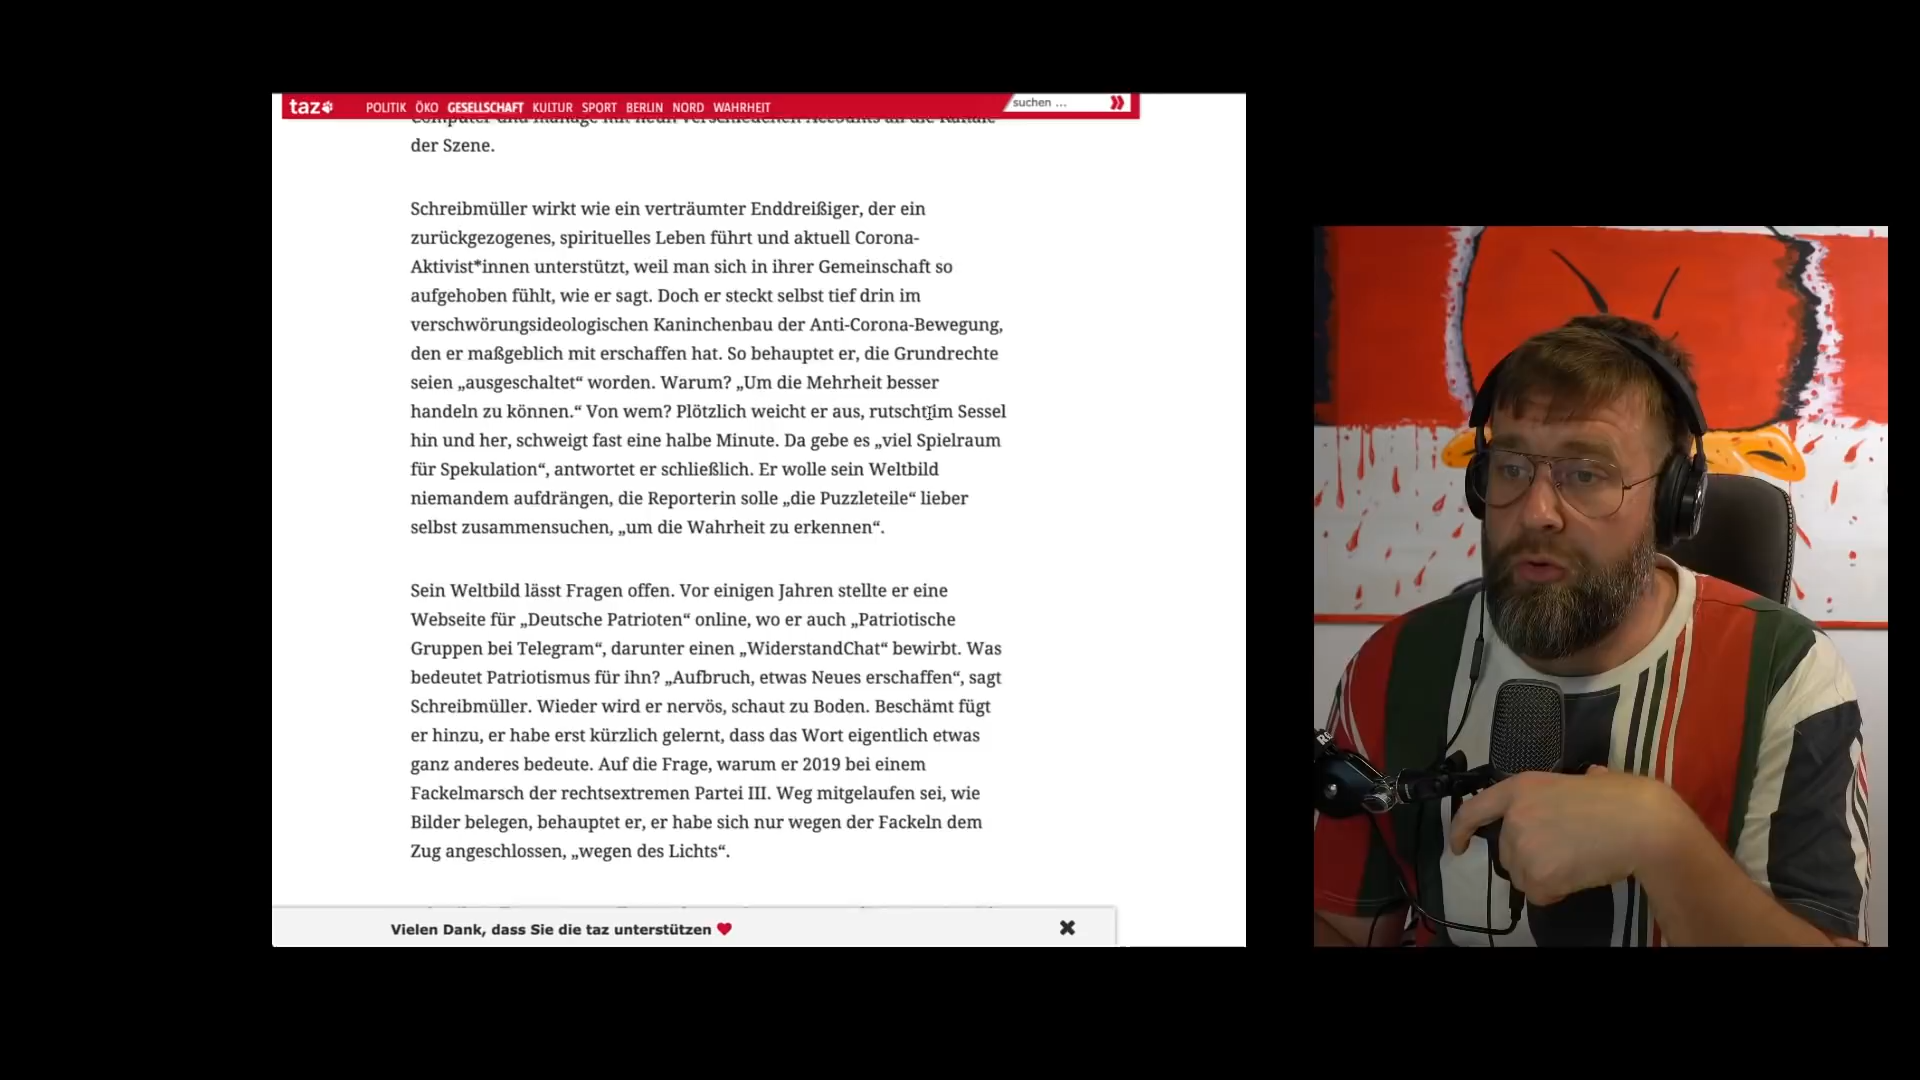 taz
POLITIK ÖKO GESELLSCHAFT KULTUR SPORT BERLIN NORD WAHRHEIT
suchen ...
Computer und manage mit neun verschiedenen Accounts all die Kanäle
der Szene.
Schreibmüller wirkt wie ein verträumter Enddreißiger, der ein
zurückgezogenes, spirituelles Leben führt und aktuell Corona-
Aktivist*innen unterstützt, weil man sich in ihrer Gemeinschaft so
aufgehoben fühlt, wie er sagt. Doch er steckt selbst tief drin im
verschwörungsideologischen Kaninchenbau der Anti-Corona-Bewegung,
den er maßgeblich mit erschaffen hat. So behauptet er, die Grundrechte
seien „ausgeschaltet“ worden. Warum? „Um die Mehrheit besser
handeln zu können.“ Von wem? Plötzlich weicht er aus, rutscht im Sessel
hin und her, schweigt fast eine halbe Minute. Da gebe es „viel Spielraum
für Spekulation“, antwortet er schließlich. Er wolle sein Weltbild
niemandem aufdrängen, die Reporterin solle „die Puzzleteile“ lieber
selbst zusammensuchen, „um die Wahrheit zu erkennen“.
Sein Weltbild lässt Fragen offen. Vor einigen Jahren stellte er eine
Webseite für „Deutsche Patrioten“ online, wo er auch „Patriotische
Gruppen bei Telegram“, darunter einen „WiderstandChat“ bewirbt. Was
bedeutet Patriotismus für ihn? „Aufbruch, etwas Neues erschaffen“, sagt
Schreibmüller. Wieder wird er nervös, schaut zu Boden. Beschämt fügt
er hinzu, er habe erst kürzlich gelernt, dass das Wort eigentlich etwas
ganz anderes bedeute. Auf die Frage, warum er 2019 bei einem
Fackelmarsch der rechtsextremen Partei III. Weg mitgelaufen sei, wie
Bilder belegen, behauptet er, er habe sich nur wegen der Fackeln dem
Zug angeschlossen, „wegen des Lichts“.
Vielen Dank, dass Sie die taz unterstützen